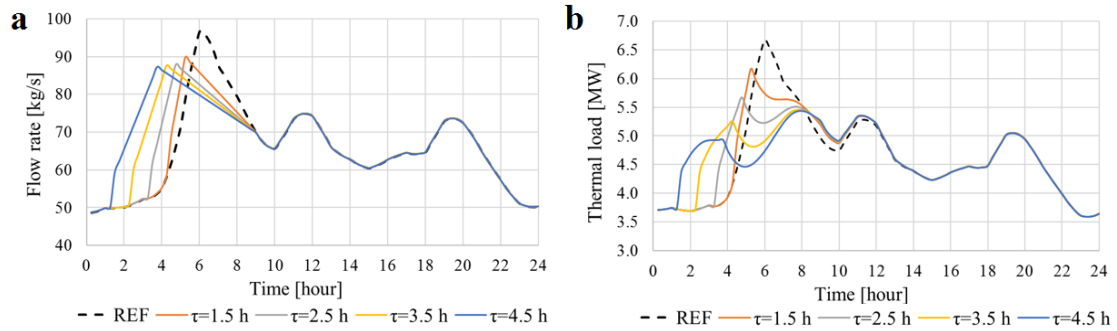 a
Flow rate [kg/s]
100
90
80
70
60
50
40
0 2 4 6 8 10 12 14 16 18 20 22 24
Time [hour]
REF τ=1.5 h τ=2.5 h τ=3.5 h τ=4.5 h
b
Thermal load [MW]
7.0
6.5
6.0
5.5
5.0
4.5
4.0
3.5
3.0
0 2 4 6 8 10 12 14 16 18 20 22 24
Time [hour]
REF τ=1.5 h τ=2.5 h τ=3.5 h τ=4.5 h